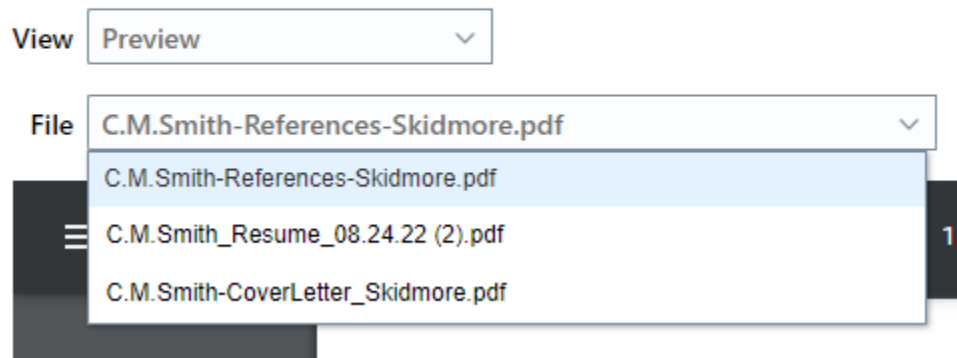 View Preview
File C.M.Smith-References-Skidmore.pdf
C.M.Smith-References-Skidmore.pdf
C.M.Smith_Resume_08.24.22 (2).pdf
1
C.M.Smith-CoverLetter_Skidmore.pdf